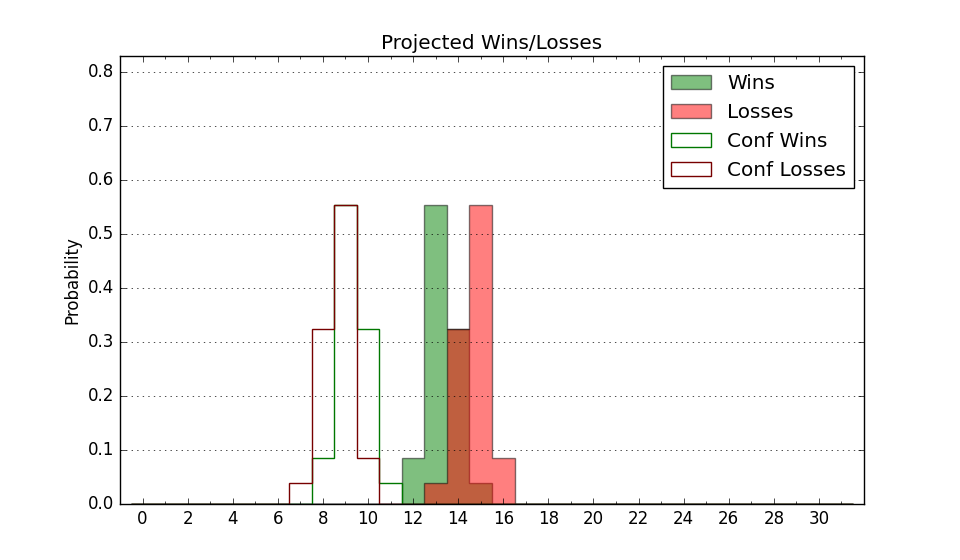 Projected Wins/Losses
Probability
0.8
0.7
0.6
0.5
0.4
0.3
0.2
0.1
0.0
0 2 4 6 8 10 12 14 16 18 20 22 24 26 28 30
Wins
Losses
Conf Wins
Conf Losses